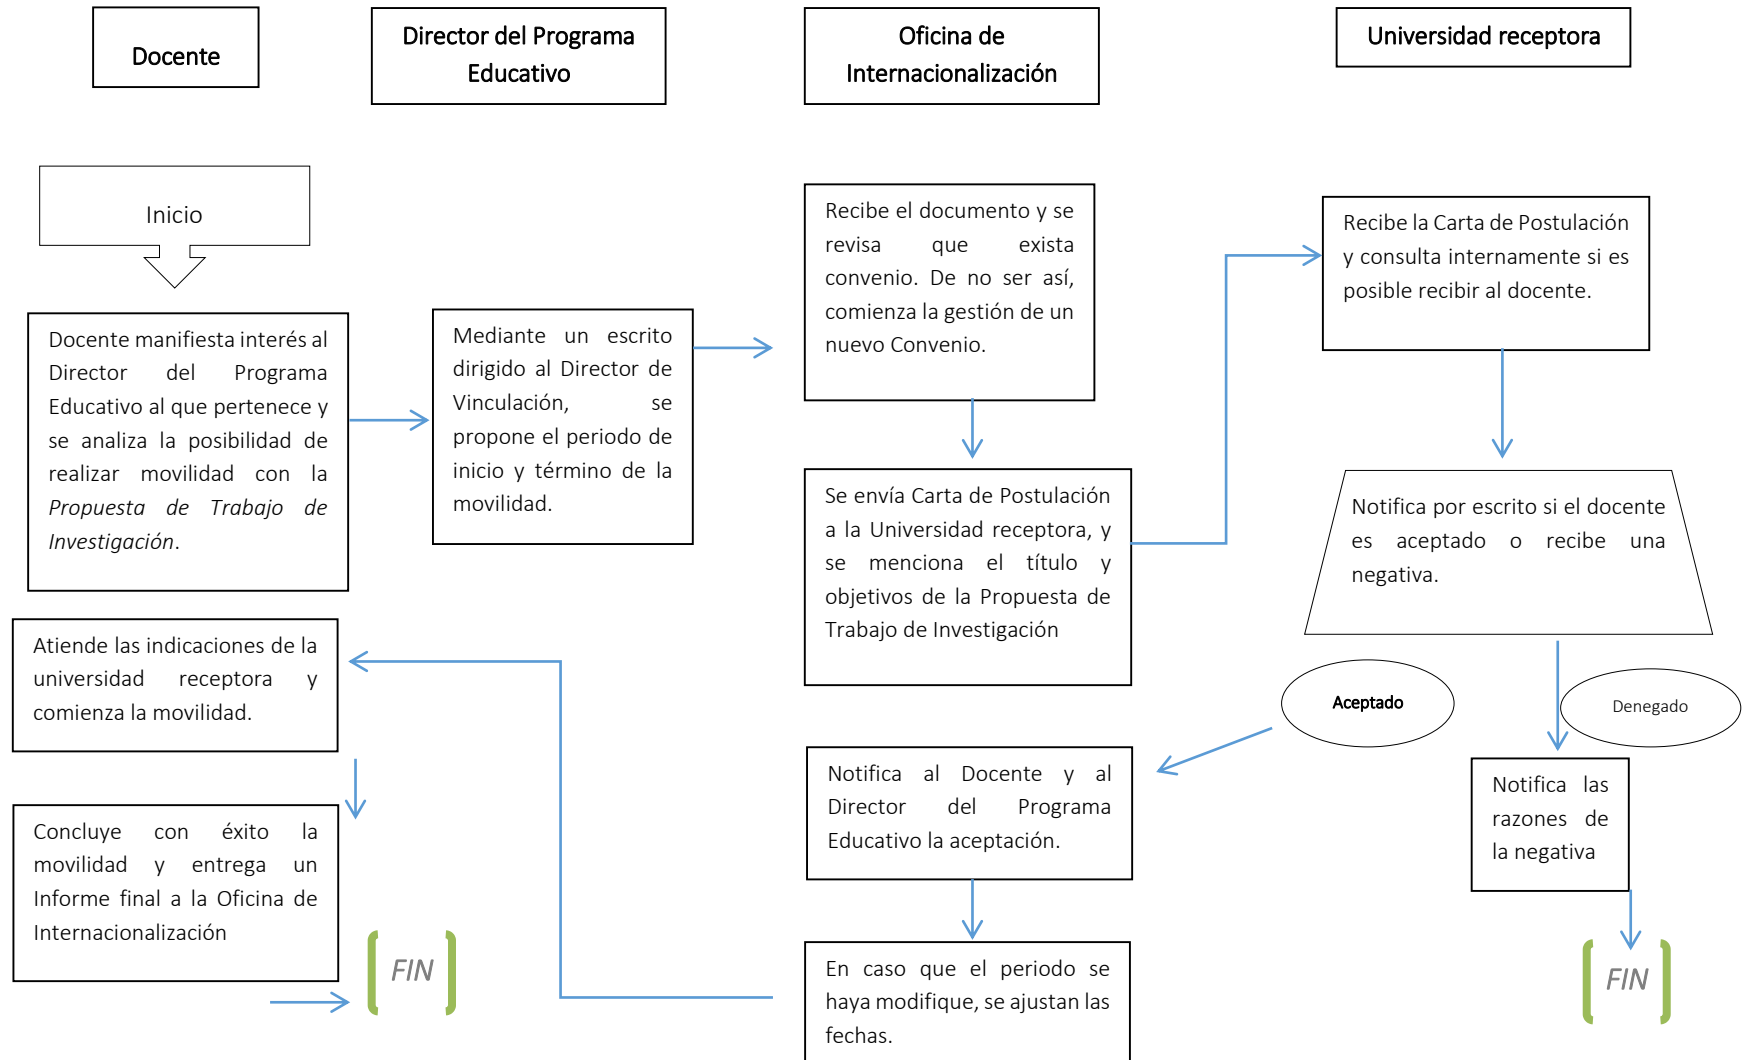 Docente
Director del Programa
Educativo
Oficina de
Internacionalización
Universidad receptora
Inicio
Docente manifiesta interés al
Director del Programa
Educativo al que pertenece y
se analiza la posibilidad de
realizar movilidad con la
Propuesta de Trabajo de
Investigación.
Mediante un escrito
dirigido al Director de
Vinculación, se
propone el periodo de
inicio y término de la
movilidad.
Recibe el documento y se
revisa que exista
convenio. De no ser así,
comienza la gestión de un
nuevo Convenio.
Se envía Carta de Postulación
a la Universidad receptora, y
se menciona el título y
objetivos de la Propuesta de
Trabajo de Investigación
Recibe la Carta de Postulación
y consulta internamente si es
posible recibir al docente.
Notifica por escrito si el docente
es aceptado o recibe una
negativa.
Aceptado
Denegado
Notifica las
razones de
la negativa
FIN
Notifica al Docente y al
Director del Programa
Educativo la aceptación.
En caso que el periodo se
haya modifique, se ajustan las
fechas.
Atiende las indicaciones de la
universidad receptora y
comienza la movilidad.
Concluye con éxito la
movilidad y entrega un
Informe final a la Oficina de
Internacionalización
FIN